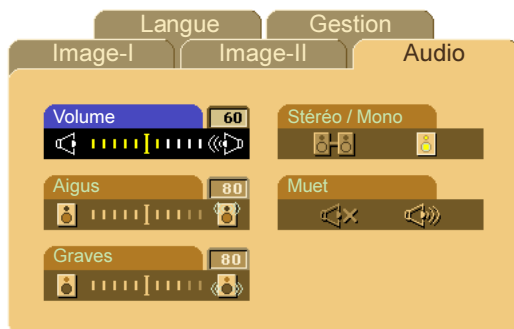 Langue
Gestion
Image-I
Image-II
Audio
Volume
60
Stéréo / Mono
Aigus
80
Muet
Graves
80